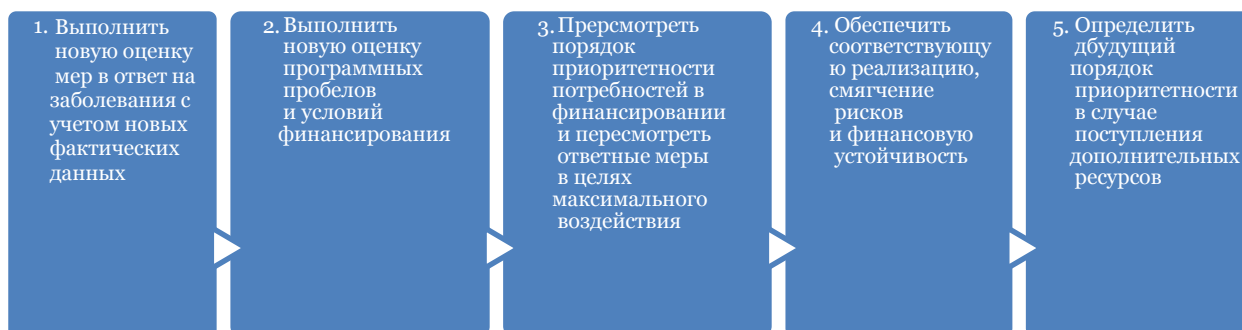 1. Выполнить
новую оценку
мер в ответ на
заболевания с
учетом новых
фактических
данных
2. Выполнить
новую оценку
программных
пробелов
и условий
финансирования
3. Прерсмотреть
порядок
приоритетности
потребностей в
финансировании
и пересмотреть
ответные меры
в целях
максимального
воздействия
4. Обеспечить
соответствующу
ю реализацию,
смягчение
рисков
и финансовую
устойчивость
5. Определить
дбудущий
порядок
приоритетности
в случае
поступления
дополнительных
ресурсов